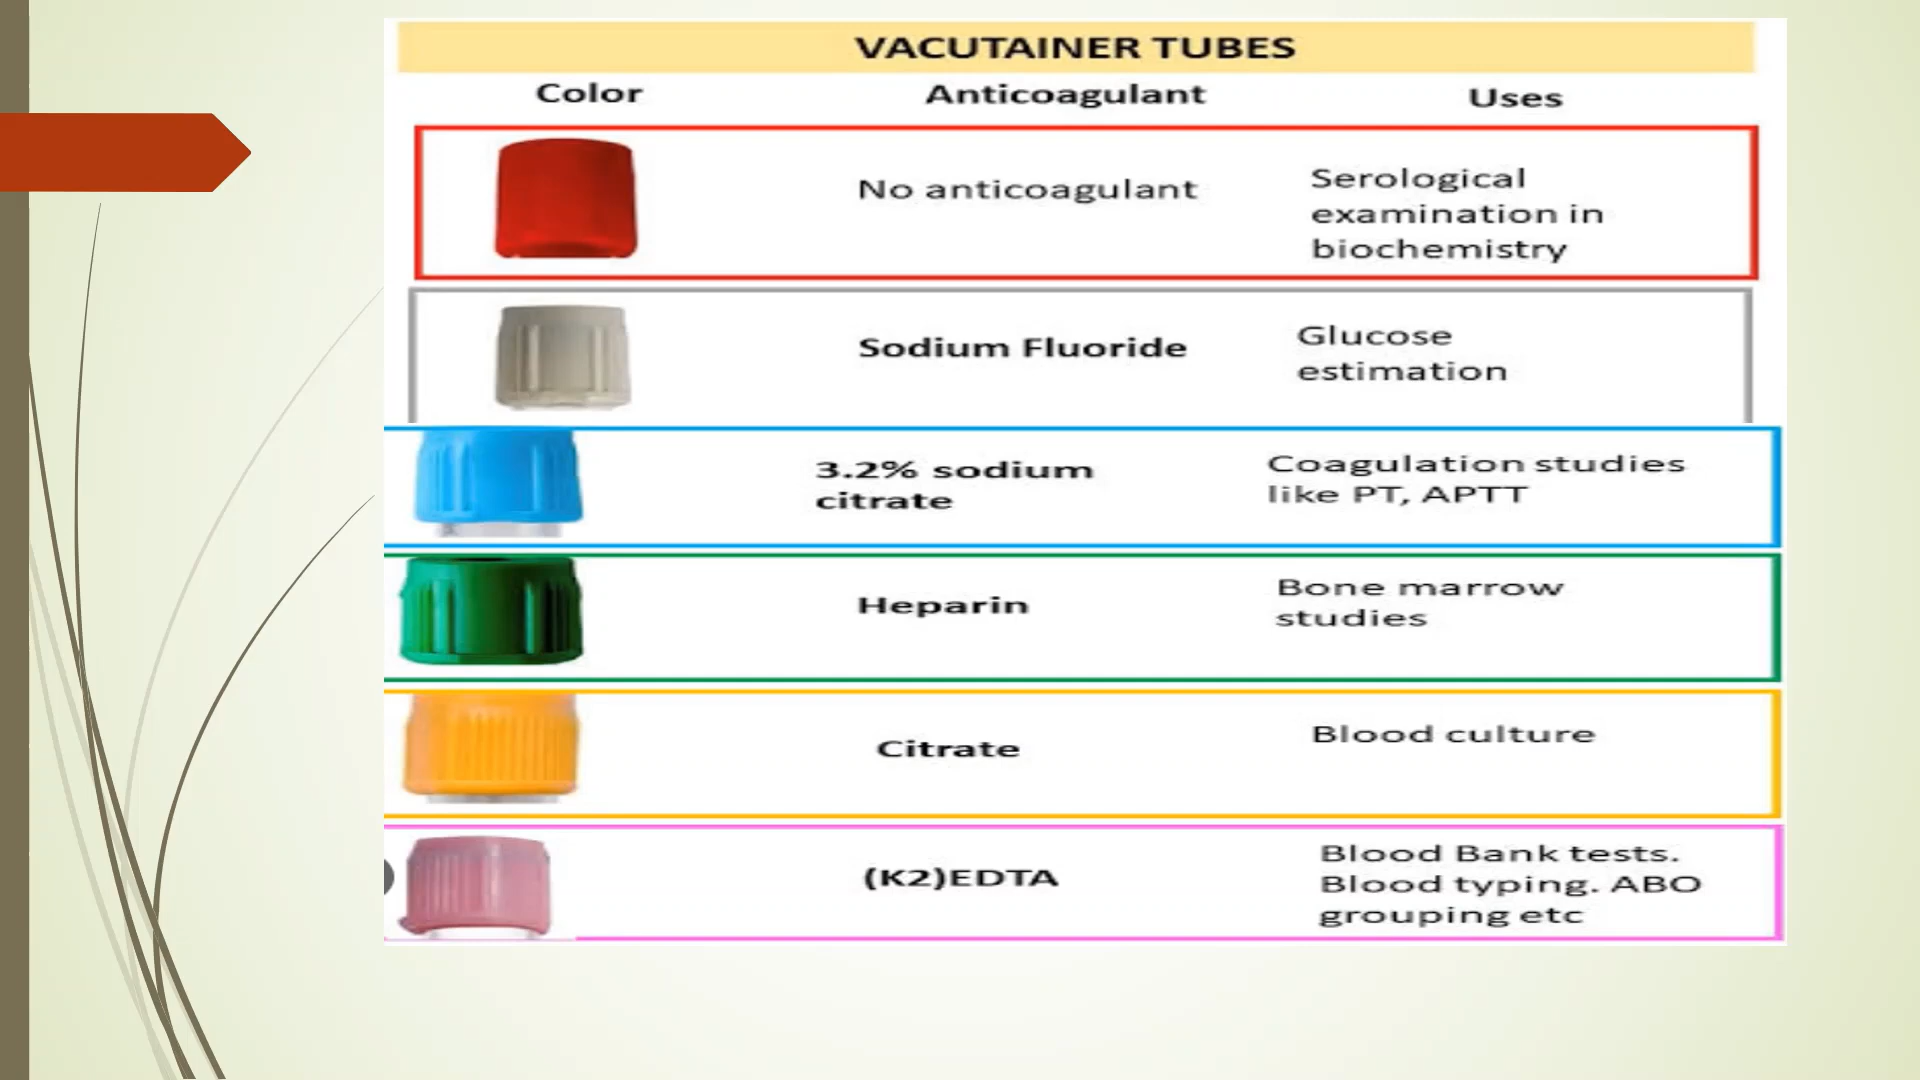 VACUTAINER TUBES
Color Anticoagulant Uses
No anticoagulant
Serological
examination in
biochemistry
Sodium Fluoride
Glucose
estimation
3.2% sodium
citrate
Coagulation studies
like PT, APTT
Heparin
Bone marrow
studies
Citrate
Blood culture
(K2)EDTA
Blood Bank tests.
Blood typing. ABO
grouping etc